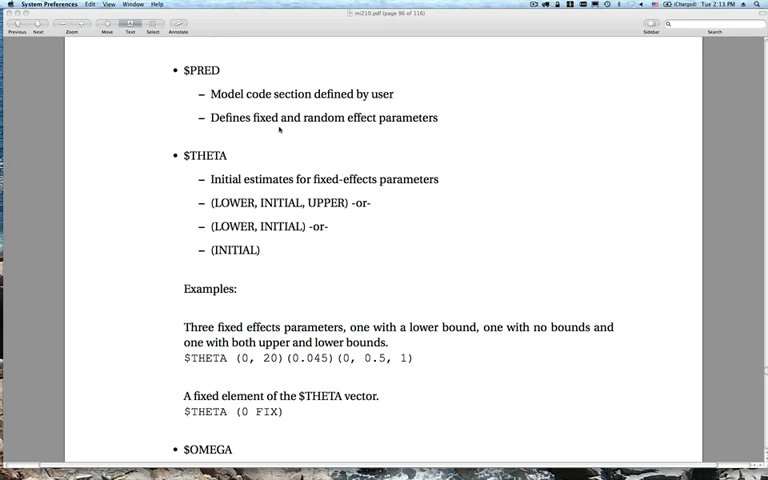 System Preferences Edit View Window Help
(Charged) Tue 2:13 PM
mi210.pdf (page 96 of 116)
Previous Next Zoom Move Text Select Annotate Sidebar Search
• $PRED
– Model code section defined by user
– Defines fixed and random effect parameters
• $THETA
– Initial estimates for fixed-effects parameters
– (LOWER, INITIAL, UPPER) -or-
– (LOWER, INITIAL) -or-
– (INITIAL)
Examples:
Three fixed effects parameters, one with a lower bound, one with no bounds and
one with both upper and lower bounds.
$THETA (0, 20)(0.045)(0, 0.5, 1)
A fixed element of the $THETA vector.
$THETA (0 FIX)
• $OMEGA